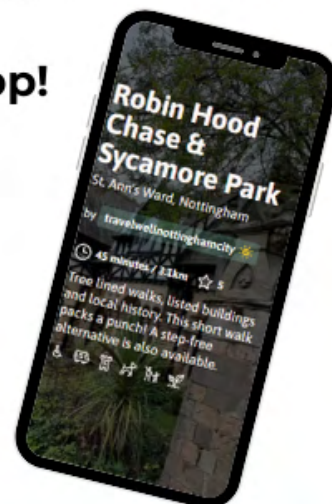 op!
Robin Hood
Chase &
Sycamore Park
St. Ann's Ward, Nottingham
by travelwellnottinghamcity
45 minutes / 3.1km 5
Tree lined walks, listed buildings
and local history. This short walk
packs a punch! A step-free
alternative is also available.